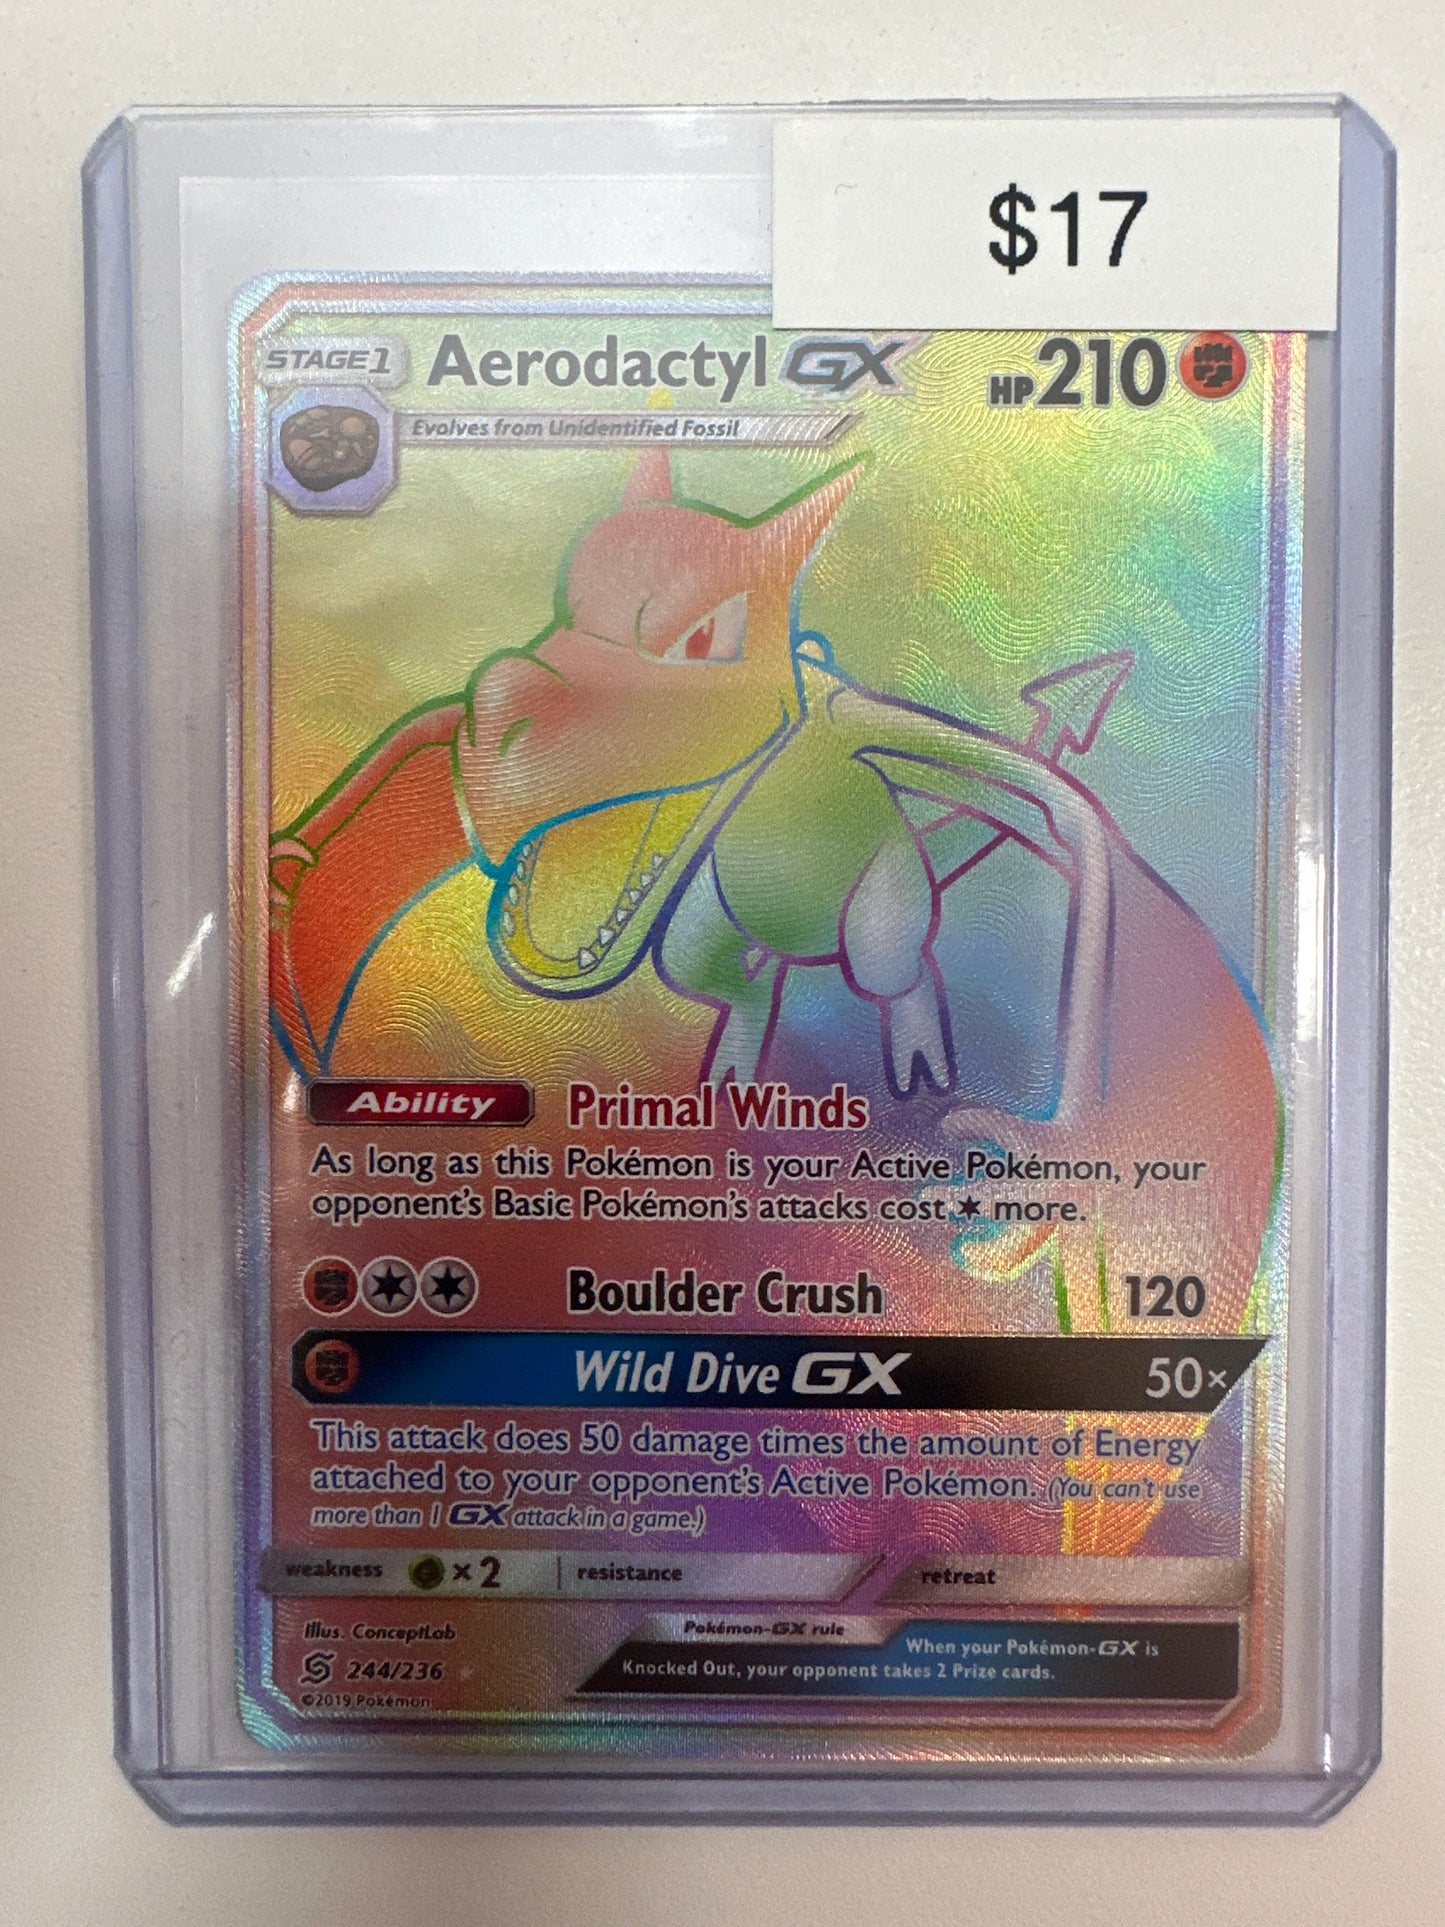 $17
STAGE 1 Aerodactyl GX HP 210
Evolves from Unidentified Fossil
Ability Primal Winds
As long as this Pokémon is your Active Pokémon, your
opponent's Basic Pokémon's attacks cost more.
Boulder Crush 120
Wild Dive GX 50×
This attack does 50 damage times the amount of Energy
attached to your opponent's Active Pokémon. (You can't use
more than 1 GX attack in a game.)
weakness ×2 resistance retreat
Illus. ConceptLab
244/236
©2019 Pokémon
Pokémon-GX rule
When your Pokémon-GX is
Knocked Out, your opponent takes 2 Prize cards.